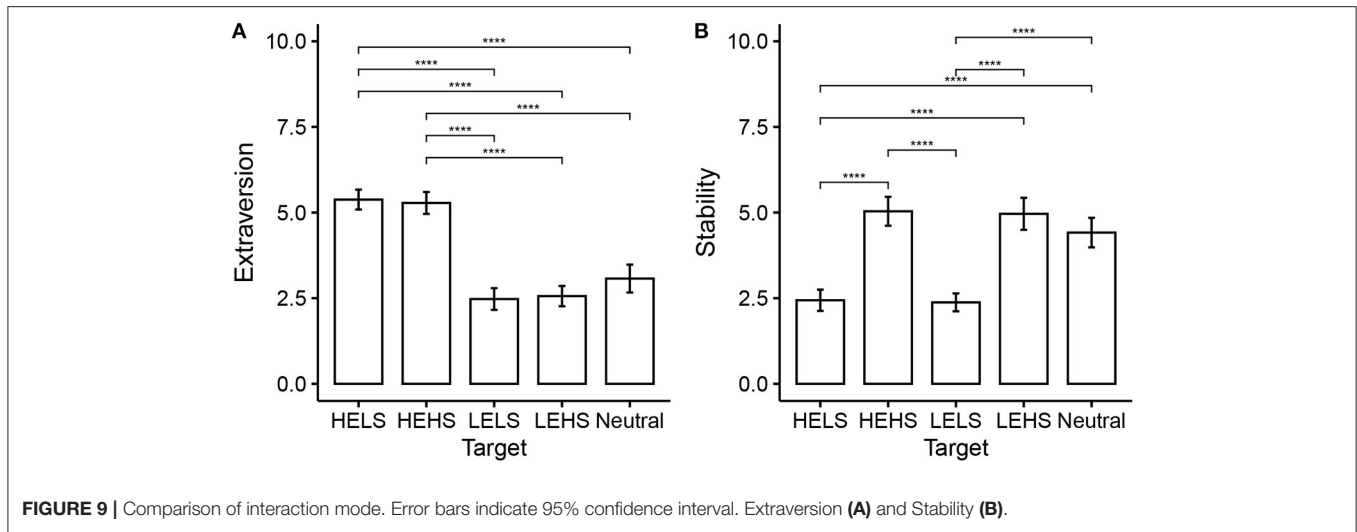 A
10.0
7.5
5.0
2.5
0.0
Extraversion
****
****
****
****
****
****
HELS HEHS LELS LEHS Neutral
Target
B
10.0
7.5
5.0
2.5
0.0
Stability
****
****
****
****
****
****
HELS HEHS LELS LEHS Neutral
Target
FIGURE 9 | Comparison of interaction mode. Error bars indicate 95% confidence interval. Extraversion (A) and Stability (B).